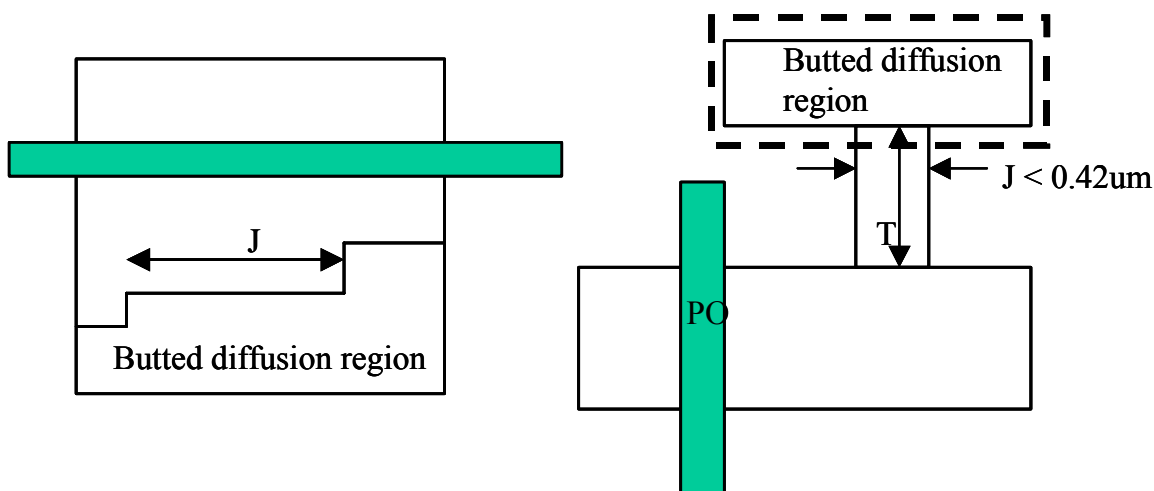 J
Butted diffusion region
Butted diffusion
region
J < 0.42um
T
PO